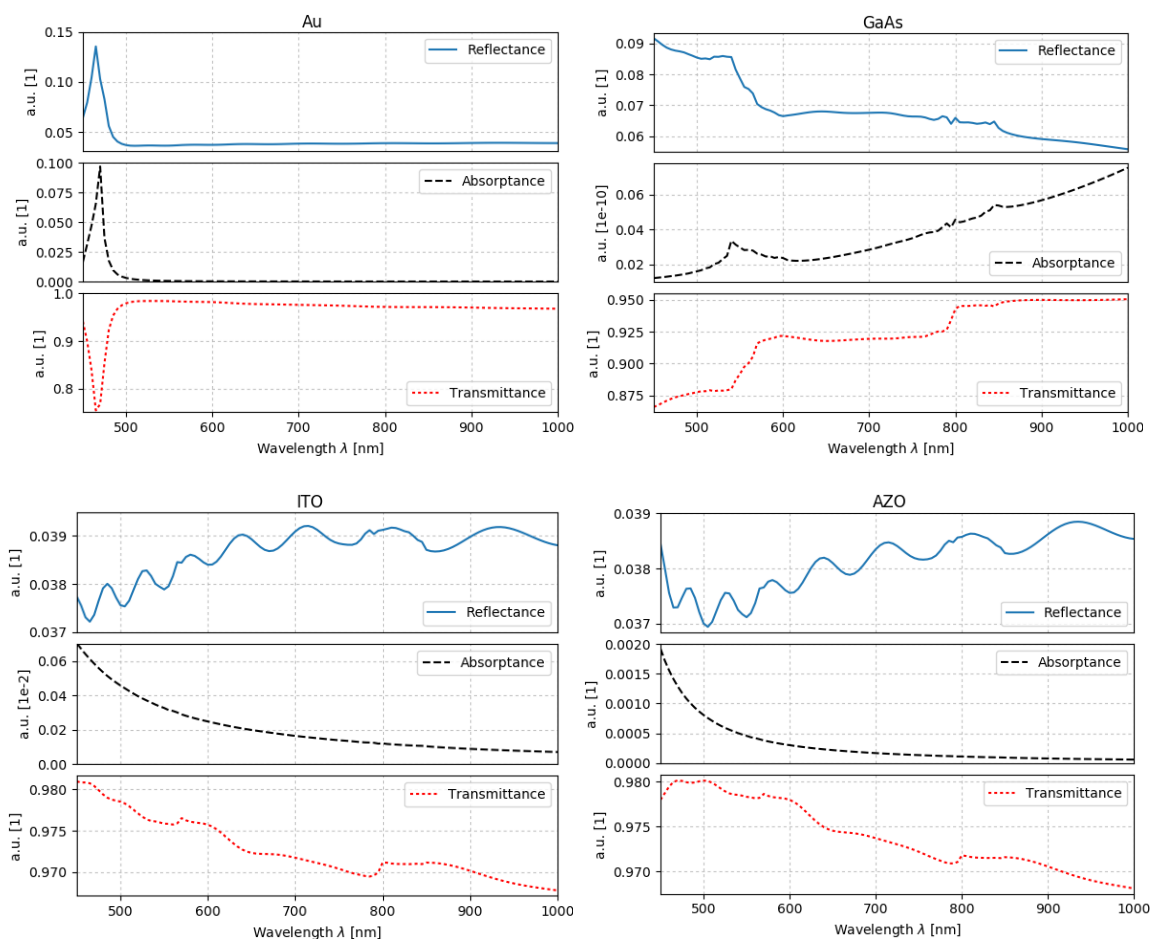 Au
0.15
0.10
0.05
a.u. [1]
Reflectance
0.100
0.075
0.050
0.025
0.000
a.u. [1]
Absorptance
1.0
0.9
0.8
a.u. [1]
Transmittance
500 600 700 800 900 1000
Wavelength λ [nm]
GaAs
0.09
0.08
0.07
0.06
a.u. [1]
Reflectance
0.06
0.04
0.02
a.u. [1e-10]
Absorptance
0.950
0.925
0.900
0.875
a.u. [1]
Transmittance
500 600 700 800 900 1000
Wavelength λ [nm]
ITO
0.039
0.038
0.037
a.u. [1]
Reflectance
0.06
0.04
0.02
0.00
a.u. [1e-2]
Absorptance
0.980
0.975
0.970
a.u. [1]
Transmittance
500 600 700 800 900 1000
Wavelength λ [nm]
AZO
0.039
0.038
0.037
a.u. [1]
Reflectance
0.0020
0.0015
0.0010
0.0005
0.0000
a.u. [1]
Absorptance
0.980
0.975
0.970
a.u. [1]
Transmittance
500 600 700 800 900 1000
Wavelength λ [nm]